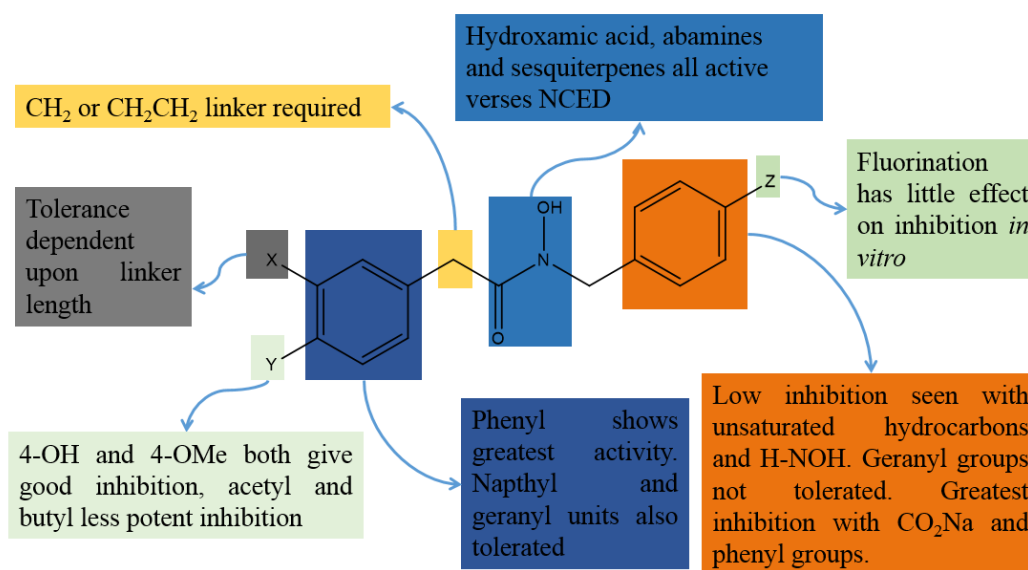 Hydroxamic acid, abamines
and sesquiterpenes all active
verses NCED
CH₂ or CH₂CH₂ linker required
Fluorination
has little effect
on inhibition in
vitro
Tolerance
dependent
upon linker
length
X
Y
O
N
OH
Z
4-OH and 4-OMe both give
good inhibition, acetyl and
butyl less potent inhibition
Phenyl shows
greatest activity.
Napthyl and
geranyl units also
tolerated
Low inhibition seen with
unsaturated hydrocarbons
and H-NOH. Geranyl groups
not tolerated. Greatest
inhibition with CO₂Na and
phenyl groups.